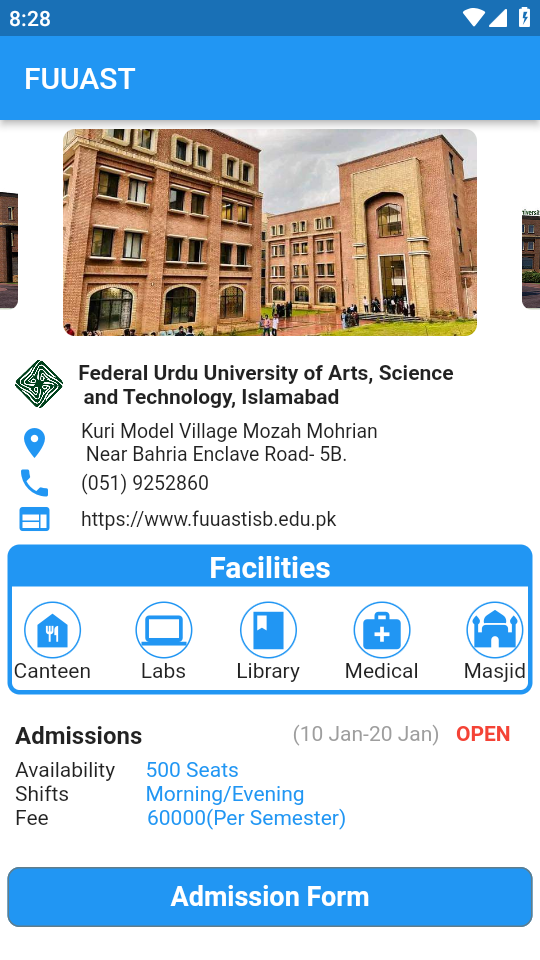 8:28
FUUAST
Federal Urdu University of Arts, Science
and Technology, Islamabad
Kuri Model Village Mozah Mohrian
Near Bahria Enclave Road- 5B.
(051) 9252860
https://www.fuuastisb.edu.pk
Facilities
Canteen Labs Library Medical Masjid
Admissions (10 Jan-20 Jan) OPEN
Availability 500 Seats
Shifts Morning/Evening
Fee 60000(Per Semester)
Admission Form